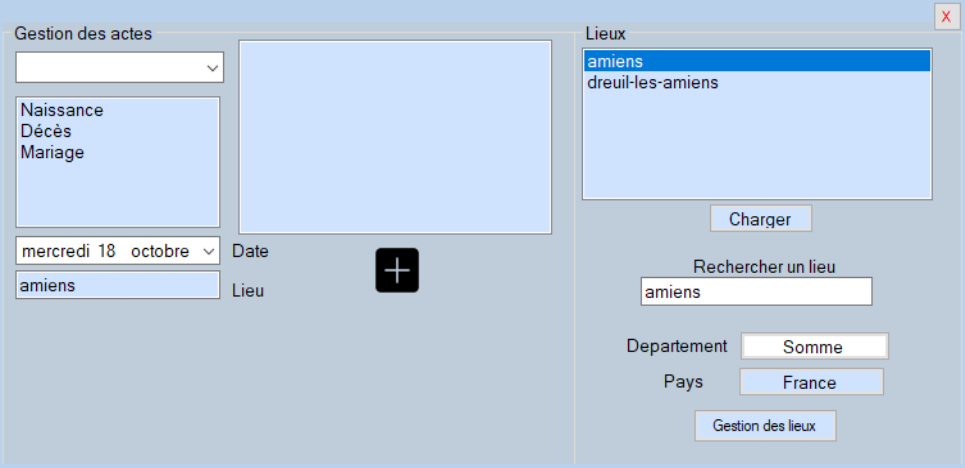 X
Gestion des actes
Naissance
Décès
Mariage
mercredi 18 octobre
Date
amiens
Lieu
Lieux
amiens
dreuil-les-amiens
Charger
Rechercher un lieu
amiens
Departement
Somme
Pays
France
Gestion des lieux